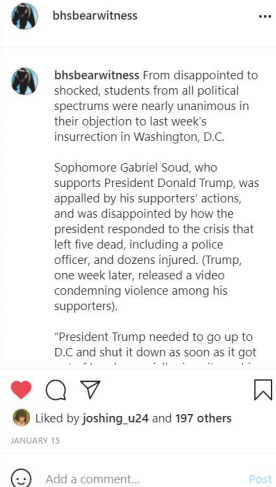 bhsbearwitness
bhsbearwitness From disappointed to
shocked, students from all political
spectrums were nearly unanimous in
their objection to last week's
insurrection in Washington, D.C.
Sophomore Gabriel Soud, who
supports President Donald Trump, was
appalled by his supporters' actions,
and was disappointed by how the
president responded to the crisis that
left five dead, including a police
officer, and dozens injured. (Trump,
one week later, released a video
condemning violence among his
supporters).
"President Trump needed to go up to
D.C and shut it down as soon as it got
Liked by joshing_u24 and 197 others
JANUARY 15
Add a comment...
Post